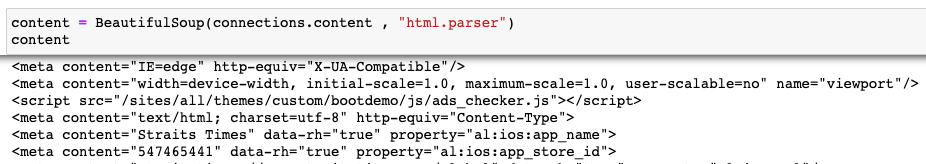 content = BeautifulSoup(connections.content , "html.parser")
content
<meta content="IE=edge" http-equiv="X-UA-Compatible"/>
<meta content="width=device-width, initial-scale=1.0, maximum-scale=1.0, user-scalable=no" name="viewport"/>
<script src="/sites/all/themes/custom/bootdemo/js/ads_checker.js"></script>
<meta content="text/html; charset=utf-8" http-equiv="Content-Type">
<meta content="Straits Times" data-rh="true" property="al:ios:app_name">
<meta content="547465441" data-rh="true" property="al:ios:app_store_id">